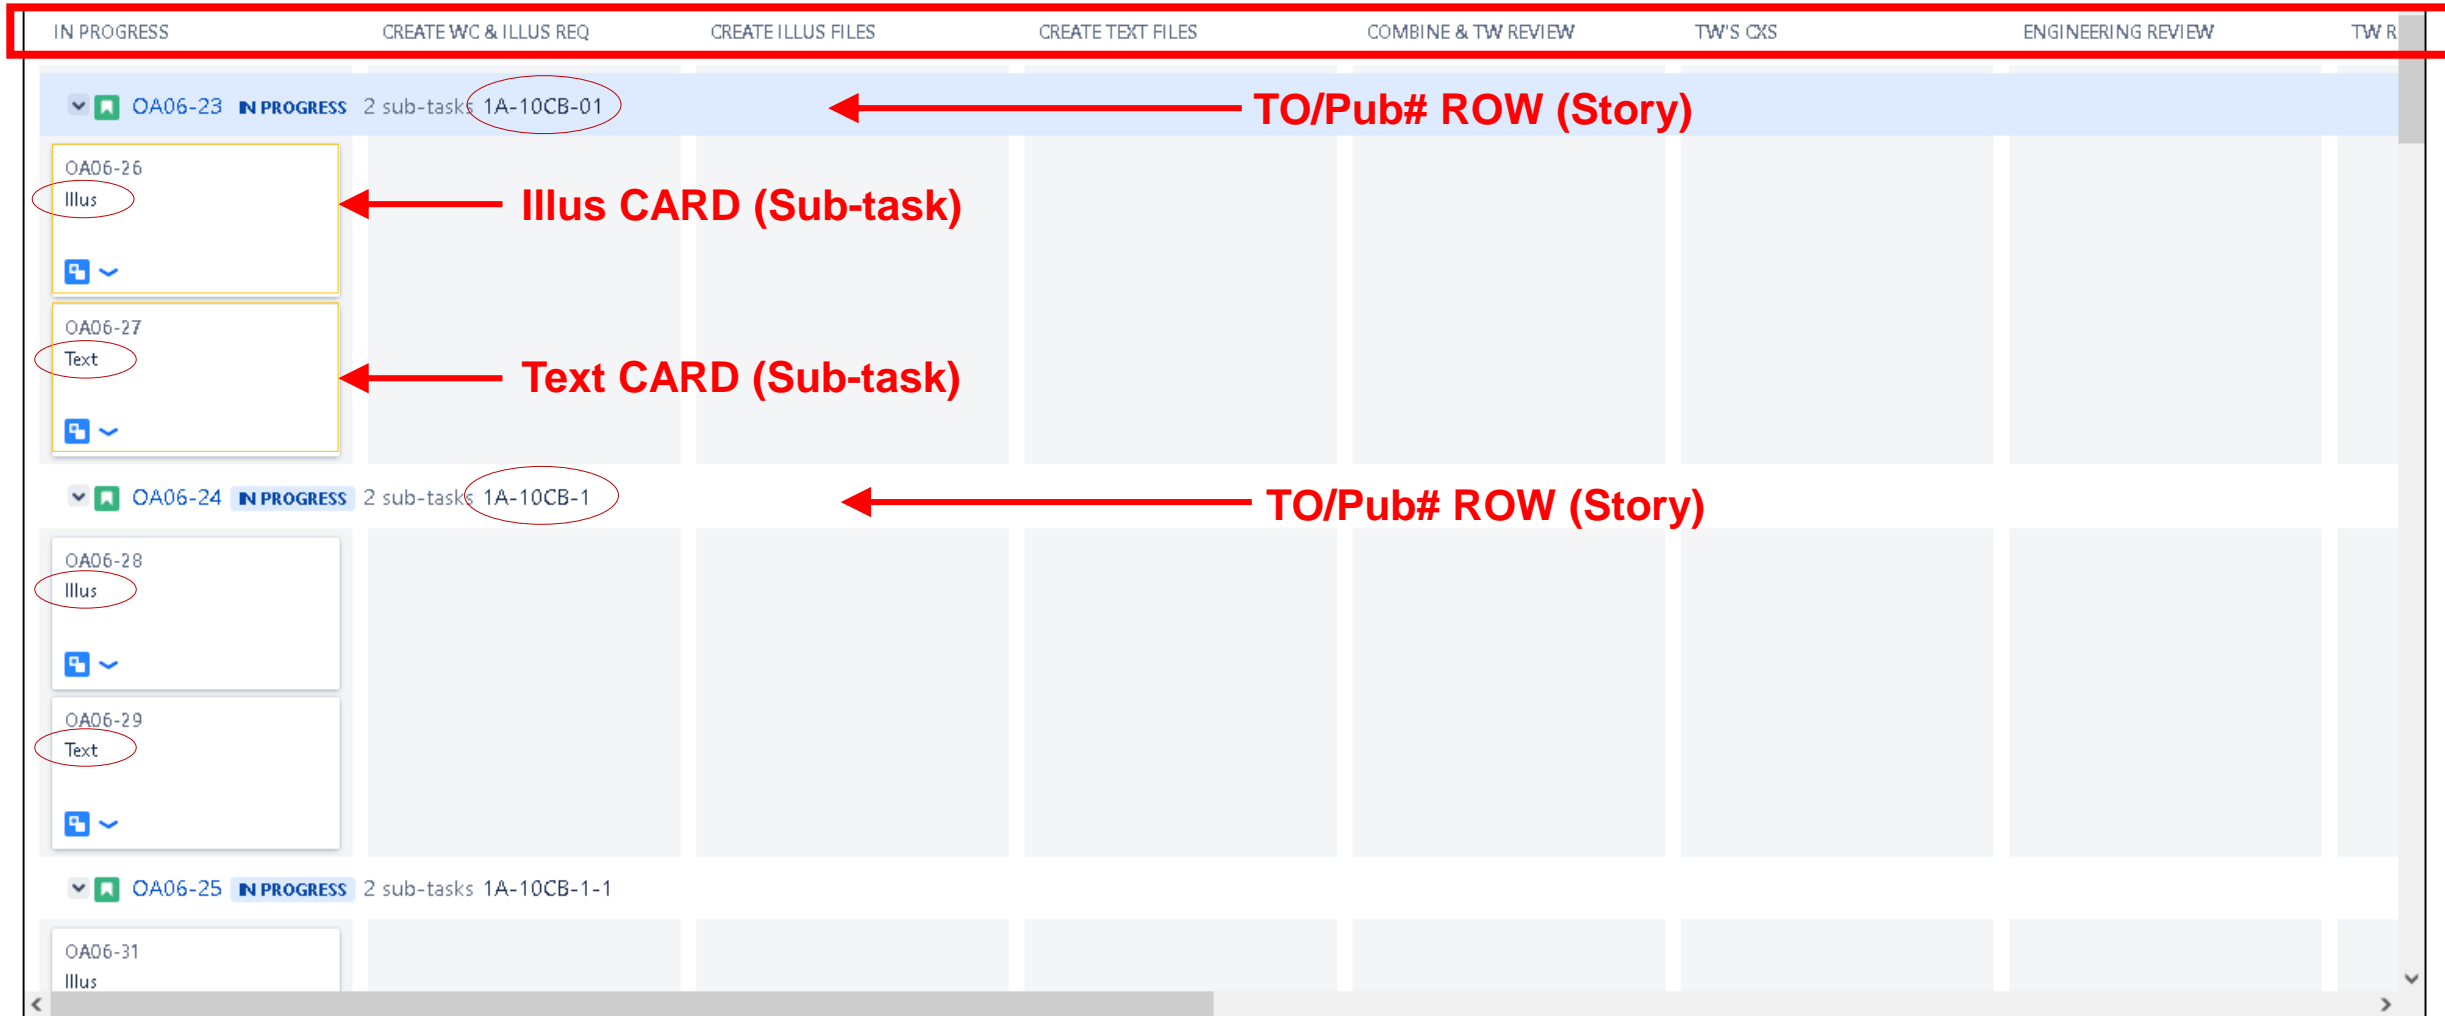 IN PROGRESS CREATE WC & ILLUS REQ CREATE ILLUS FILES CREATE TEXT FILES COMBINE & TW REVIEW TW'S CXS ENGINEERING REVIEW TW R
OA06-23 IN PROGRESS 2 sub-tasks 1A-10CB-01 TO/Pub# ROW (Story)
OA06-26
Illus
Illus CARD (Sub-task)
OA06-27
Text
Text CARD (Sub-task)
OA06-24 IN PROGRESS 2 sub-tasks 1A-10CB-1 TO/Pub# ROW (Story)
OA06-28
Illus
OA06-29
Text
OA06-25 IN PROGRESS 2 sub-tasks 1A-10CB-1-1
OA06-31
Illus